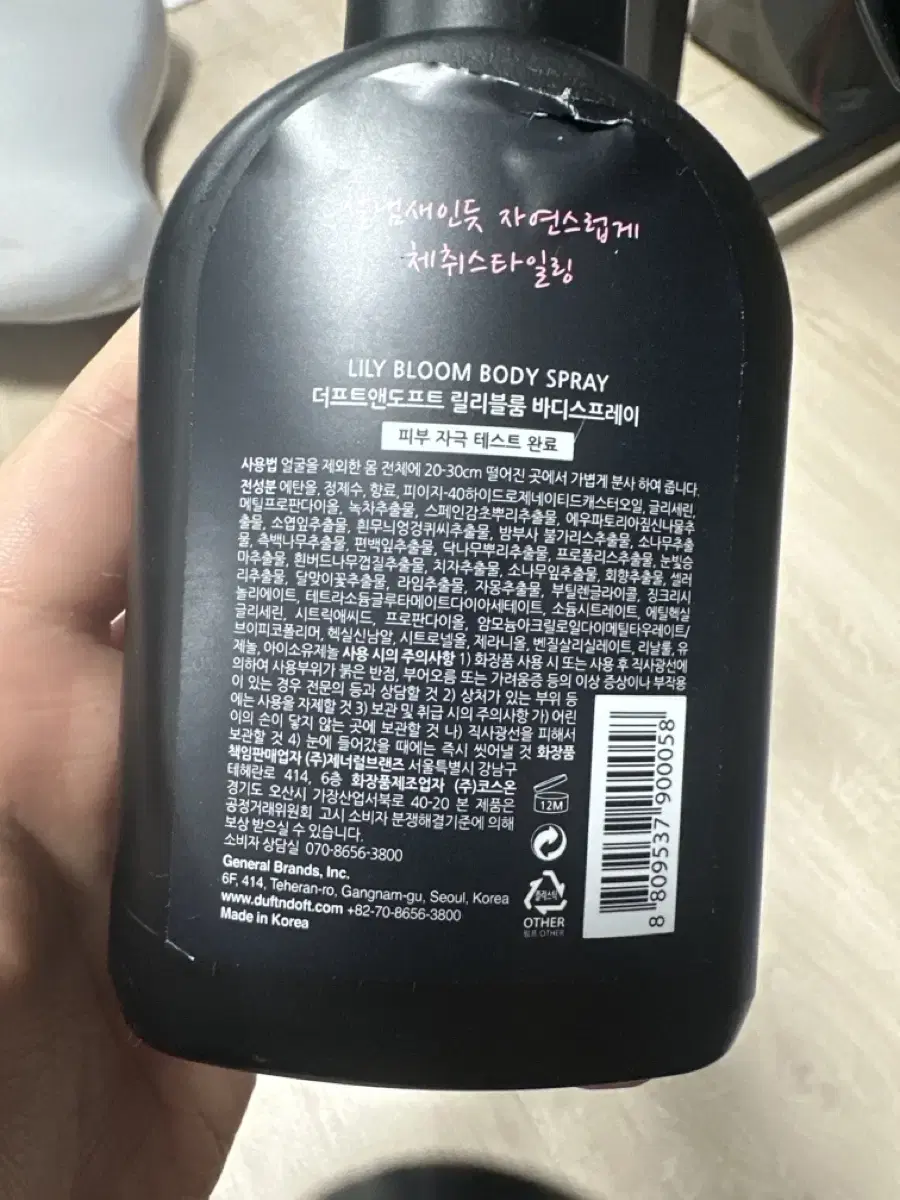 냄새인듯 자연스럽게
체취스타일링
LILY BLOOM BODY SPRAY
더프트앤도프트 릴리블룸 바디스프레이
피부 자극 테스트 완료
사용법 얼굴을 제외한 몸 전체에 20-30cm 떨어진 곳에서 가볍게 분사 하여 줍니다.
전성분 에탄올, 정제수, 향료, 피이지-40하이드로제네이티드캐스터오일, 글리세린,
메틸프로판다이올, 녹차추출물, 스페인감초뿌리추출물, 에우파토리아짚신나물추
출물, 소엽잎추출물, 흰무늬엉겅퀴씨추출물, 밤부사 불가리스추출물, 소나무추출
물, 측백나무추출물, 편백잎추출물, 닥나무뿌리추출물, 프로폴리스추출물, 눈빛승
마추출물, 흰버드나무껍질추출물, 치자추출물, 소나무잎추출물, 회향추출물, 샐러
리추출물, 달맞이꽃추출물, 라임추출물, 자몽추출물, 부틸렌글라이콜, 징크리시
놀리에이트, 테트라소듐글루타메이트다이아세테이트, 소듐시트레이트, 에틸헥실
글리세린, 시트릭애씨드, 프로판다이올, 암모늄아크릴로일다이메틸타우레이트/
브이피코폴리머, 헥실신남알, 시트로넬올, 제라니올, 벤질살리실레이트, 리날룰, 유
제놀, 아이소유제놀 사용 시의 주의사항 1) 화장품 사용 시 또는 사용 후 직사광선에
의하여 사용부위가 붉은 반점, 부어오름 또는 가려움증 등의 이상 증상이나 부작용
이 있는 경우 전문의 등과 상담할 것 2) 상처가 있는 부위 등
에는 사용을 자제할 것 3) 보관 및 취급 시의 주의사항 가) 어린
이의 손이 닿지 않는 곳에 보관할 것 나) 직사광선을 피해서
보관할 것 4) 눈에 들어갔을 때에는 즉시 씻어낼 것 화장품
책임판매업자 (주)제너럴브랜즈 서울특별시 강남구
테헤란로 414, 6층 화장품제조업자 (주)코스온
경기도 오산시 가장산업서북로 40-20 본 제품은
공정거래위원회 고시 소비자 분쟁해결기준에 의해
보상 받으실 수 있습니다.
소비자 상담실 070-8656-3800
General Brands, Inc.
6F, 414, Teheran-ro, Gangnam-gu, Seoul, Korea
www.duftndoft.com +82-70-8656-3800
Made in Korea
12M
플라스틱
OTHER
펌프 OTHER
8 809537 900058